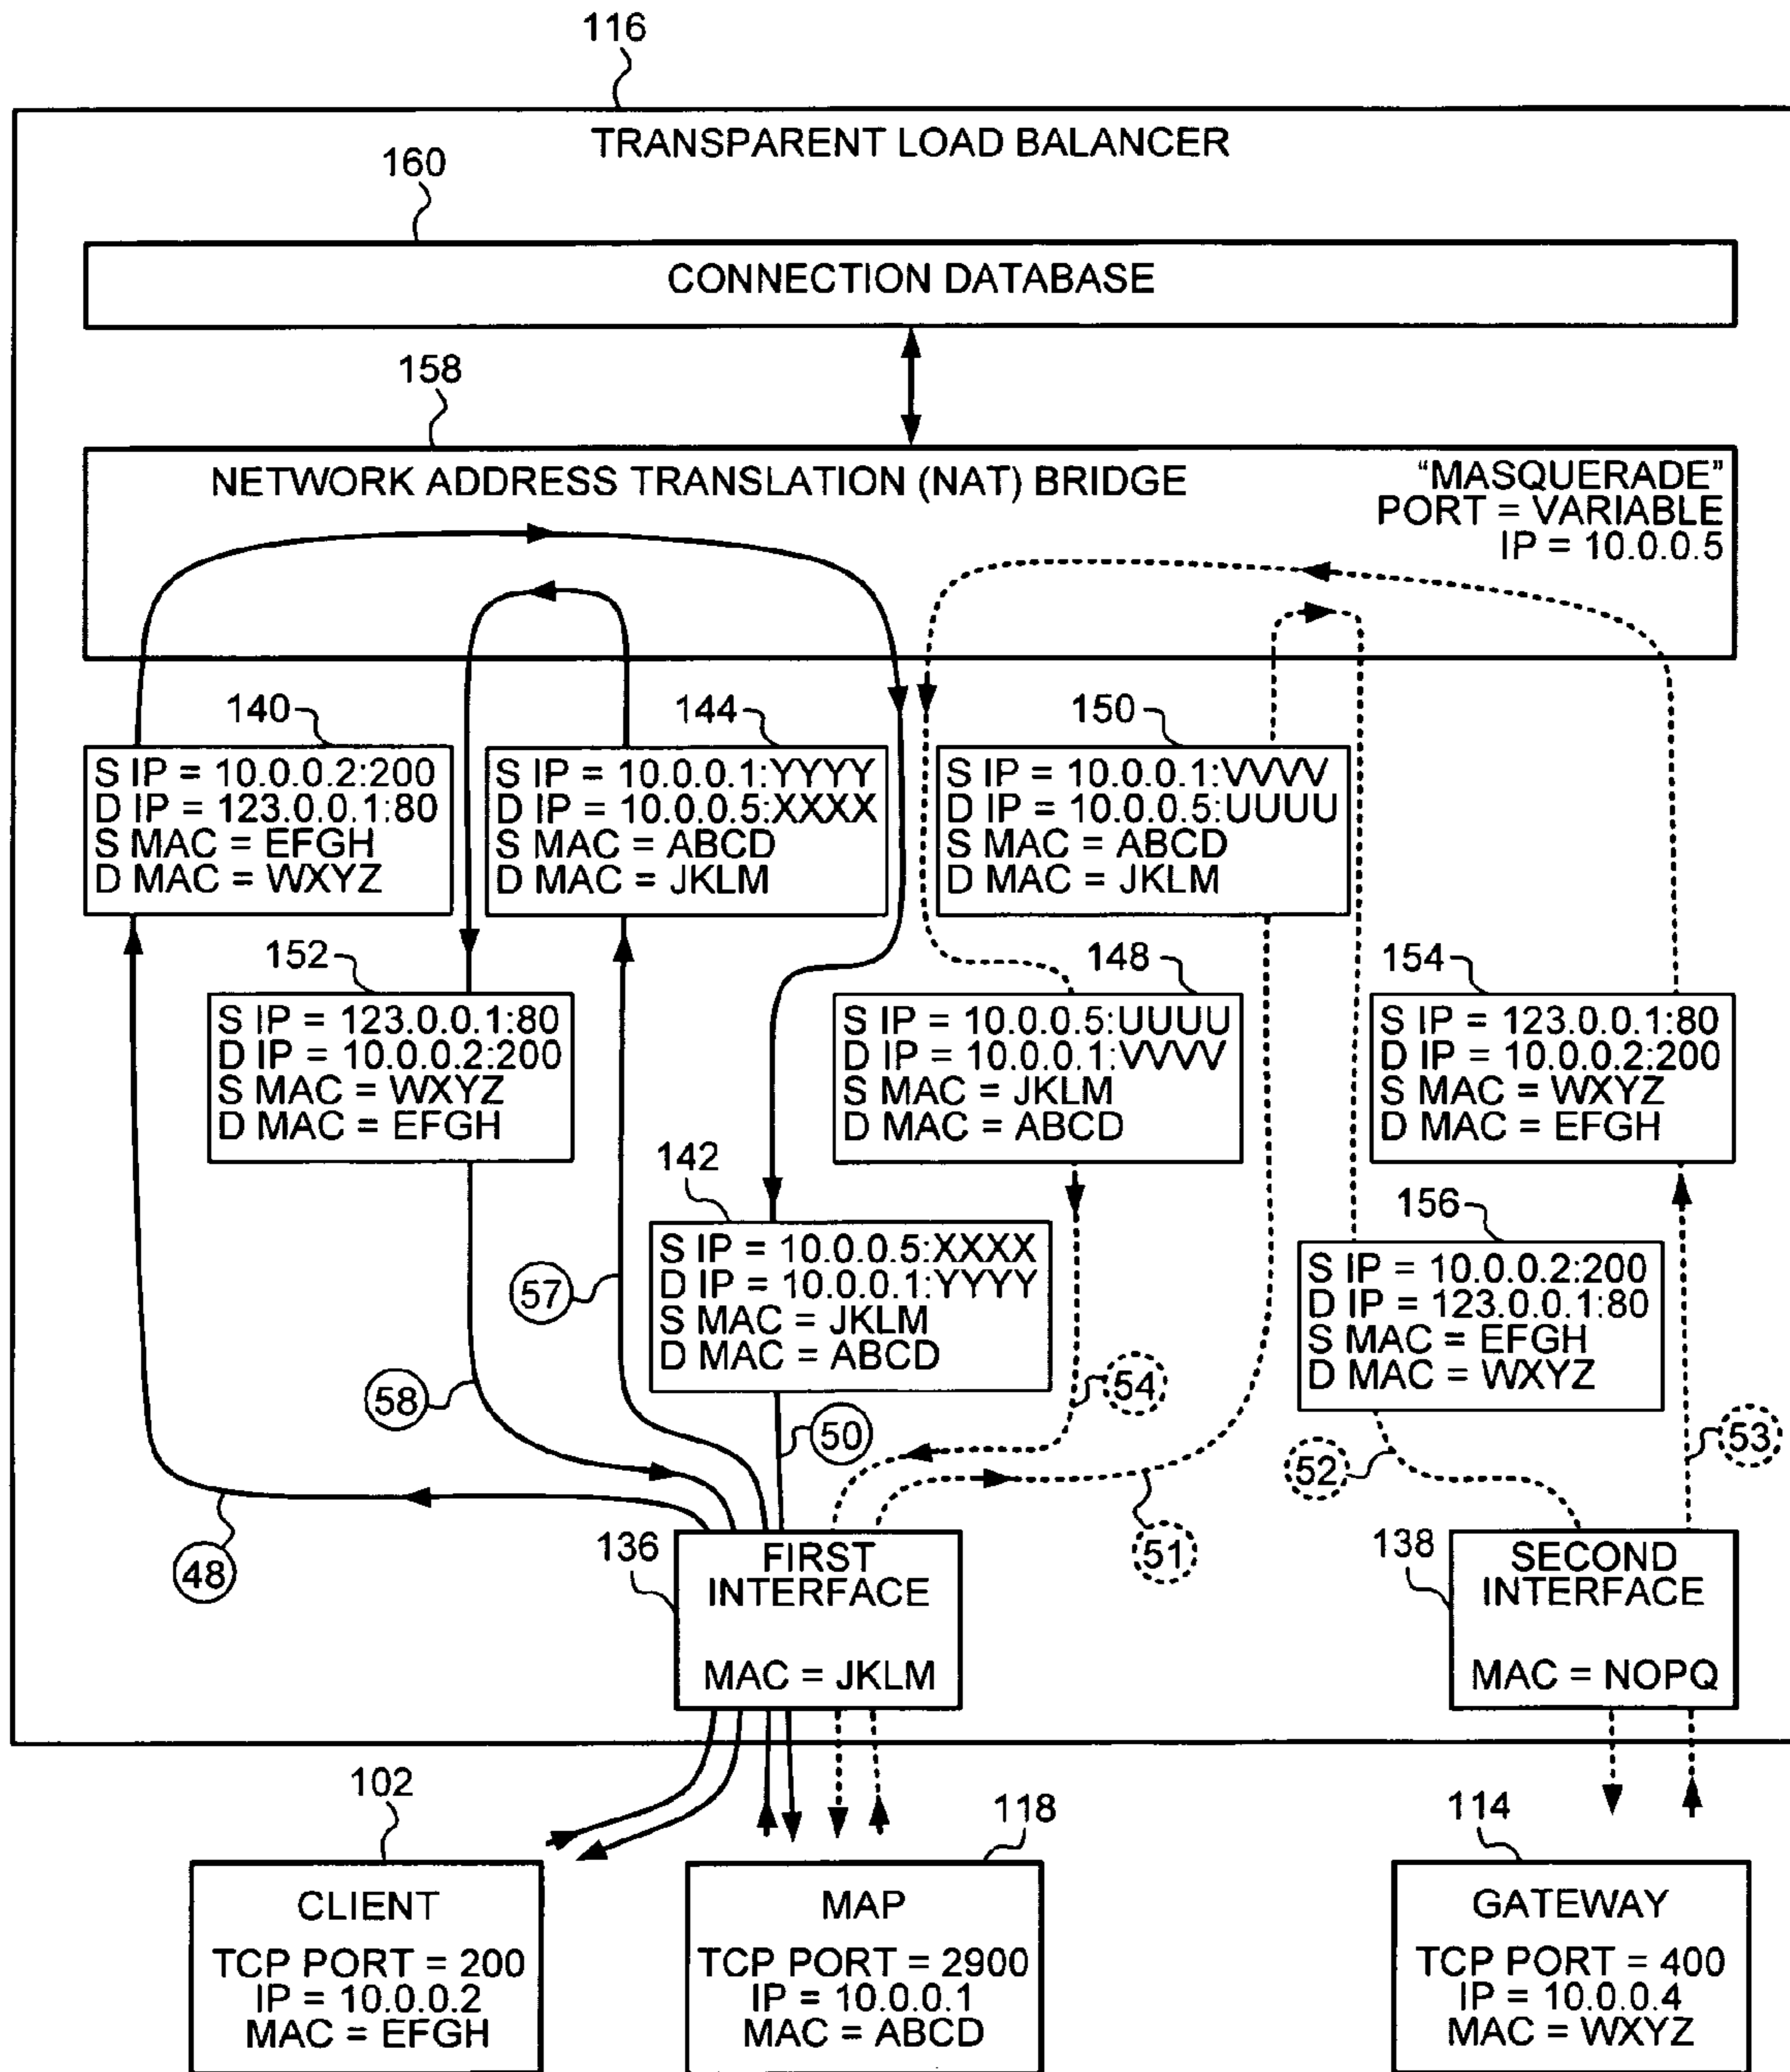 116
TRANSPARENT LOAD BALANCER
160
CONNECTION DATABASE
158
NETWORK ADDRESS TRANSLATION (NAT) BRIDGE
"MASQUERADE"
PORT = VARIABLE
IP = 10.0.0.5
140
S IP = 10.0.0.2:200
D IP = 123.0.0.1:80
S MAC = EFGH
D MAC = WXYZ
144
S IP = 10.0.0.1:YYYY
D IP = 10.0.0.5:XXXX
S MAC = ABCD
D MAC = JKLM
150
S IP = 10.0.0.1:VVVV
D IP = 10.0.0.5:UUUU
S MAC = ABCD
D MAC = JKLM
152
S IP = 123.0.0.1:80
D IP = 10.0.0.2:200
S MAC = WXYZ
D MAC = EFGH
148
S IP = 10.0.0.5:UUUU
D IP = 10.0.0.1:VVVV
S MAC = JKLM
D MAC = ABCD
154
S IP = 123.0.0.1:80
D IP = 10.0.0.2:200
S MAC = WXYZ
D MAC = EFGH
142
S IP = 10.0.0.5:XXXX
D IP = 10.0.0.1:YYYY
S MAC = JKLM
D MAC = ABCD
156
S IP = 10.0.0.2:200
D IP = 123.0.0.1:80
S MAC = EFGH
D MAC = WXYZ
57
58
50
54
52
53
48
51
136
FIRST
INTERFACE
MAC = JKLM
138
SECOND
INTERFACE
MAC = NOPQ
102
CLIENT
TCP PORT = 200
IP = 10.0.0.2
MAC = EFGH
118
MAP
TCP PORT = 2900
IP = 10.0.0.1
MAC = ABCD
114
GATEWAY
TCP PORT = 400
IP = 10.0.0.4
MAC = WXYZ